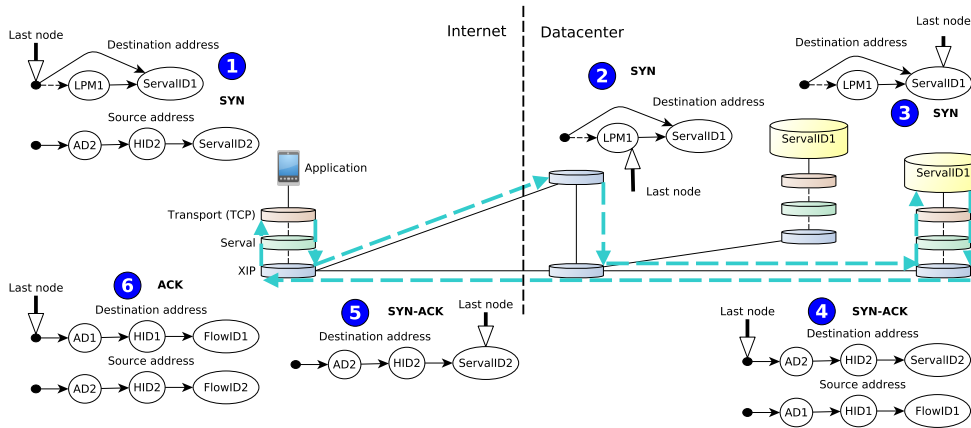 Last node
Destination address
1
LPM1
ServalID1
SYN
Source address
AD2
HID2
ServalID2
Internet
Datacenter
2
SYN
Destination address
LPM1
ServalID1
Last node
Last node
Destination address
LPM1
ServalID1
3
SYN
ServalID1
ServalID1
Application
Transport (TCP)
Serval
XIP
6
ACK
Last node
Destination address
AD1
HID1
FlowID1
Source address
AD2
HID2
FlowID2
5
SYN-ACK
Last node
Destination address
AD2
HID2
ServalID2
4
SYN-ACK
Last node
Destination address
AD2
HID2
ServalID2
Source address
AD1
HID1
FlowID1